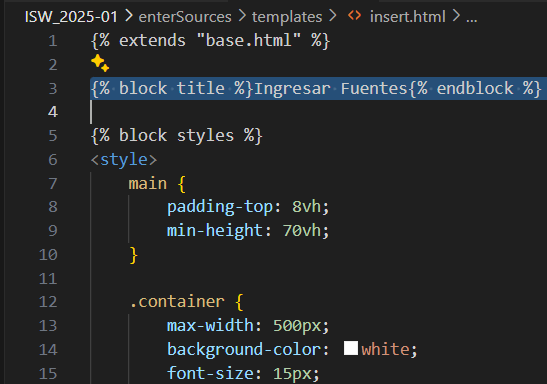 ISW_2025-01 > enterSources > templates > <> insert.html > ...
1 {% extends "base.html" %}
2
3 {% block title %}Ingresar Fuentes{% endblock %}
4
5 {% block styles %}
6 <style>
7 main {
8 padding-top: 8vh;
9 min-height: 70vh;
10 }
11
12 .container {
13 max-width: 500px;
14 background-color: white;
15 font-size: 15px;